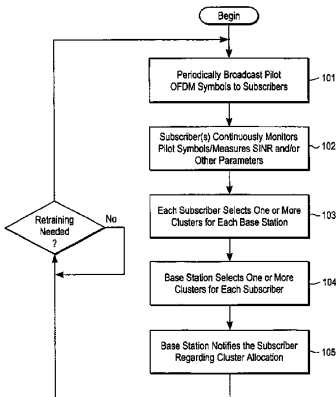 Begin
Periodically Broadcast Pilot
OFDM Symbols to Subscribers
101
Subscriber(s) Continuously Monitors
Pilot Symbols/Measures SINR and/or
Other Parameters
102
Each Subscriber Selects One or More
Clusters for Each Base Station
103
Retraining
Needed
?
No
Base Station Selects One or More
Clusters for Each Subscriber
104
Base Station Notifies the Subscriber
Regarding Cluster Allocation
105